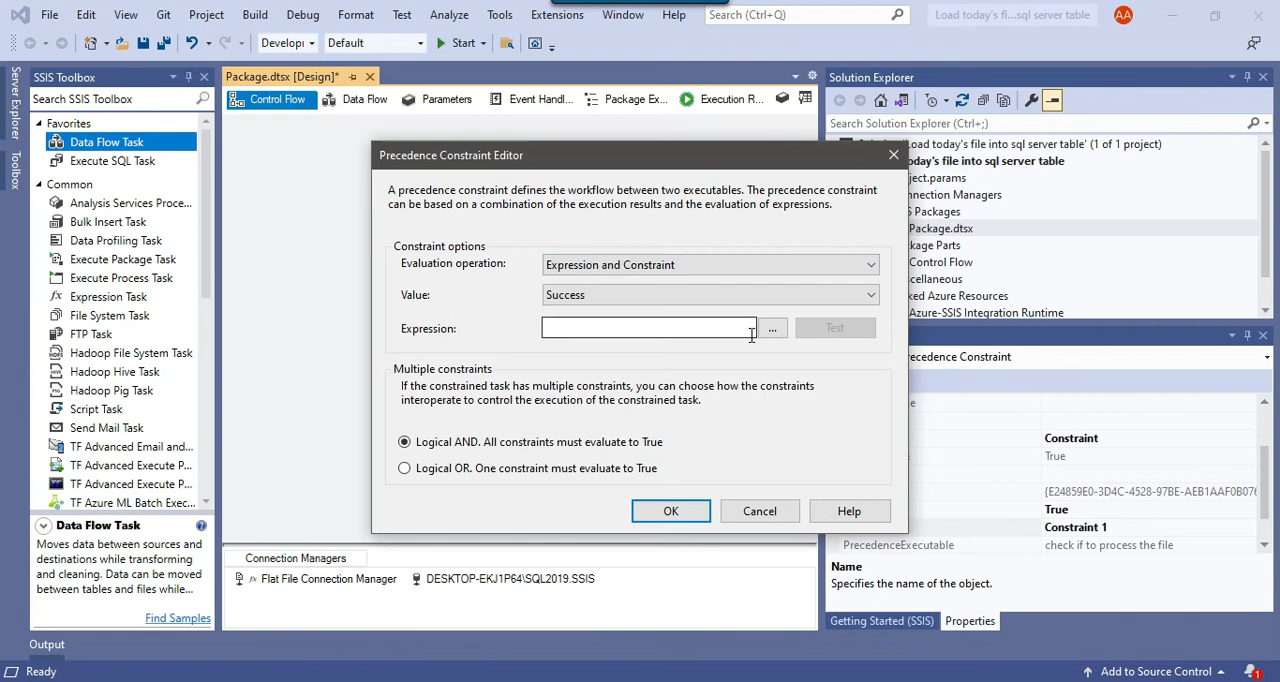 File Edit View Git Project Build Debug Format Test Analyze Tools Extensions Window Help Search (Ctrl+Q) Load today's fi...sql server table AA
Developi Default Start
Server Explorer
Toolbox
SSIS Toolbox
Search SSIS Toolbox
Favorites
Data Flow Task
Execute SQL Task
Common
Analysis Services Proce...
Bulk Insert Task
Data Profiling Task
Execute Package Task
Execute Process Task
Expression Task
File System Task
FTP Task
Hadoop File System Task
Hadoop Hive Task
Hadoop Pig Task
Script Task
Send Mail Task
TF Advanced Email and...
TF Advanced Execute P...
TF Advanced Execute P...
TF Azure ML Batch Exec...
Data Flow Task
Moves data between sources and
destinations while transforming
and cleaning. Data can be moved
between tables and files while...
Find Samples
Package.dtsx [Design]*
Control Flow Data Flow Parameters Event Handl... Package Ex... Execution R...
Precedence Constraint Editor
A precedence constraint defines the workflow between two executables. The precedence constraint
can be based on a combination of the execution results and the evaluation of expressions.
Constraint options
Evaluation operation: Expression and Constraint
Value: Success
Expression: ... Test
Multiple constraints
If the constrained task has multiple constraints, you can choose how the constraints
interoperate to control the execution of the constrained task.
Logical AND. All constraints must evaluate to True
Logical OR. One constraint must evaluate to True
OK Cancel Help
Connection Managers
Flat File Connection Manager DESKTOP-EKJ1P64\SQL2019.SSIS
Solution Explorer
Search Solution Explorer (Ctrl+;)
'Load today's file into sql server table' (1 of 1 project)
oday's file into sql server table
oject.params
nnection Managers
S Packages
Package.dtsx
kage Parts
Control Flow
scellaneous
ed Azure Resources
Azure-SSIS Integration Runtime
Precedence Constraint
Constraint
True
{E24859E0-3D4C-4528-97BE-AEB1AAF0B076
True
Constraint 1
PrecedenceExecutable check if to process the file
Name
Specifies the name of the object.
Getting Started (SSIS) Properties
Output
Ready Add to Source Control 1